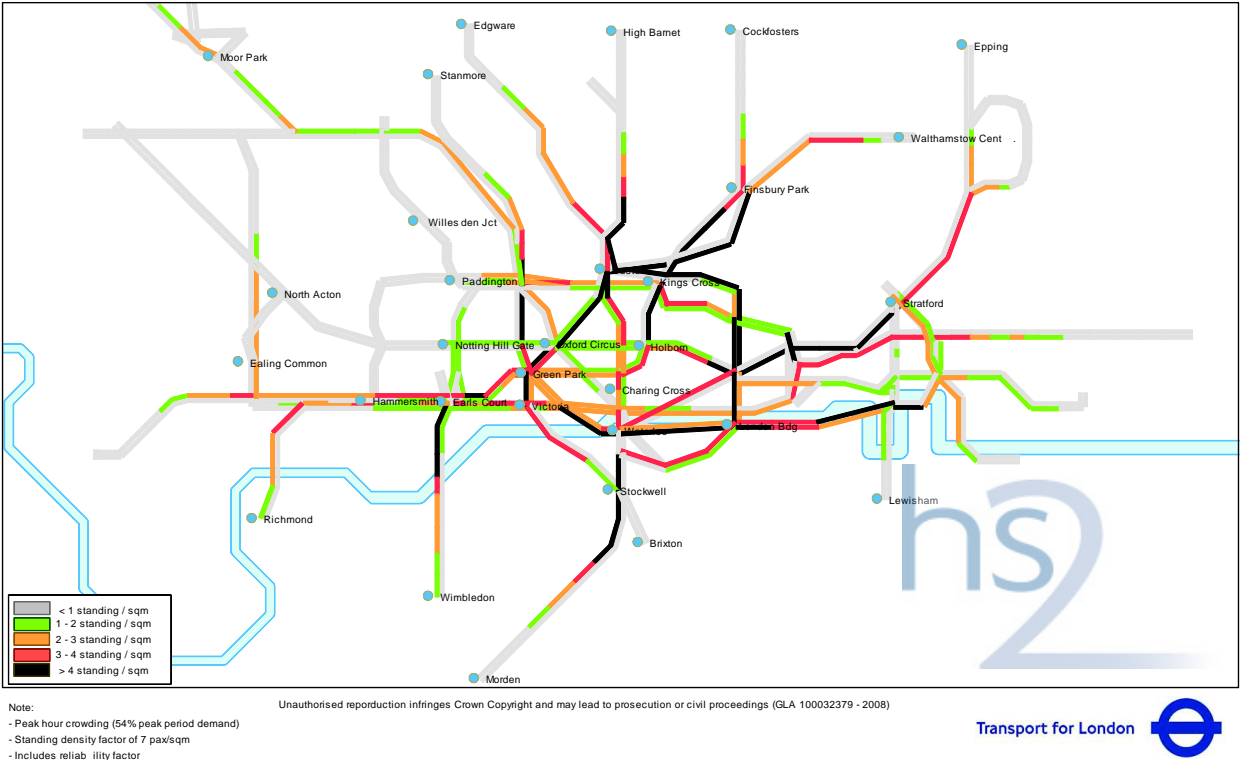 Edgware
High Barnet
Cockfosters
Epping
Moor Park
Stanmore
Walthamstow Cent .
Finsbury Park
Willes den Jct
Paddington
Kings Cross
North Acton
Stratford
Notting Hill Gate
Oxford Circus
Holborn
Ealing Common
Green Park
Charing Cross
Hammersmith
Earls Court
Victoria
Waterloo
London Bdg
Stockwell
Lewisham
Richmond
Brixton
Wimbledon
Morden
hs2
< 1 standing / sqm
1 - 2 standing / sqm
2 - 3 standing / sqm
3 - 4 standing / sqm
> 4 standing / sqm
Unauthorised reporduction infringes Crown Copyright and may lead to prosecution or civil proceedings (GLA 100032379 - 2008)
Note:
- Peak hour crowding (54% peak period demand)
- Standing density factor of 7 pax/sqm
- Includes reliab ility factor
Transport for London